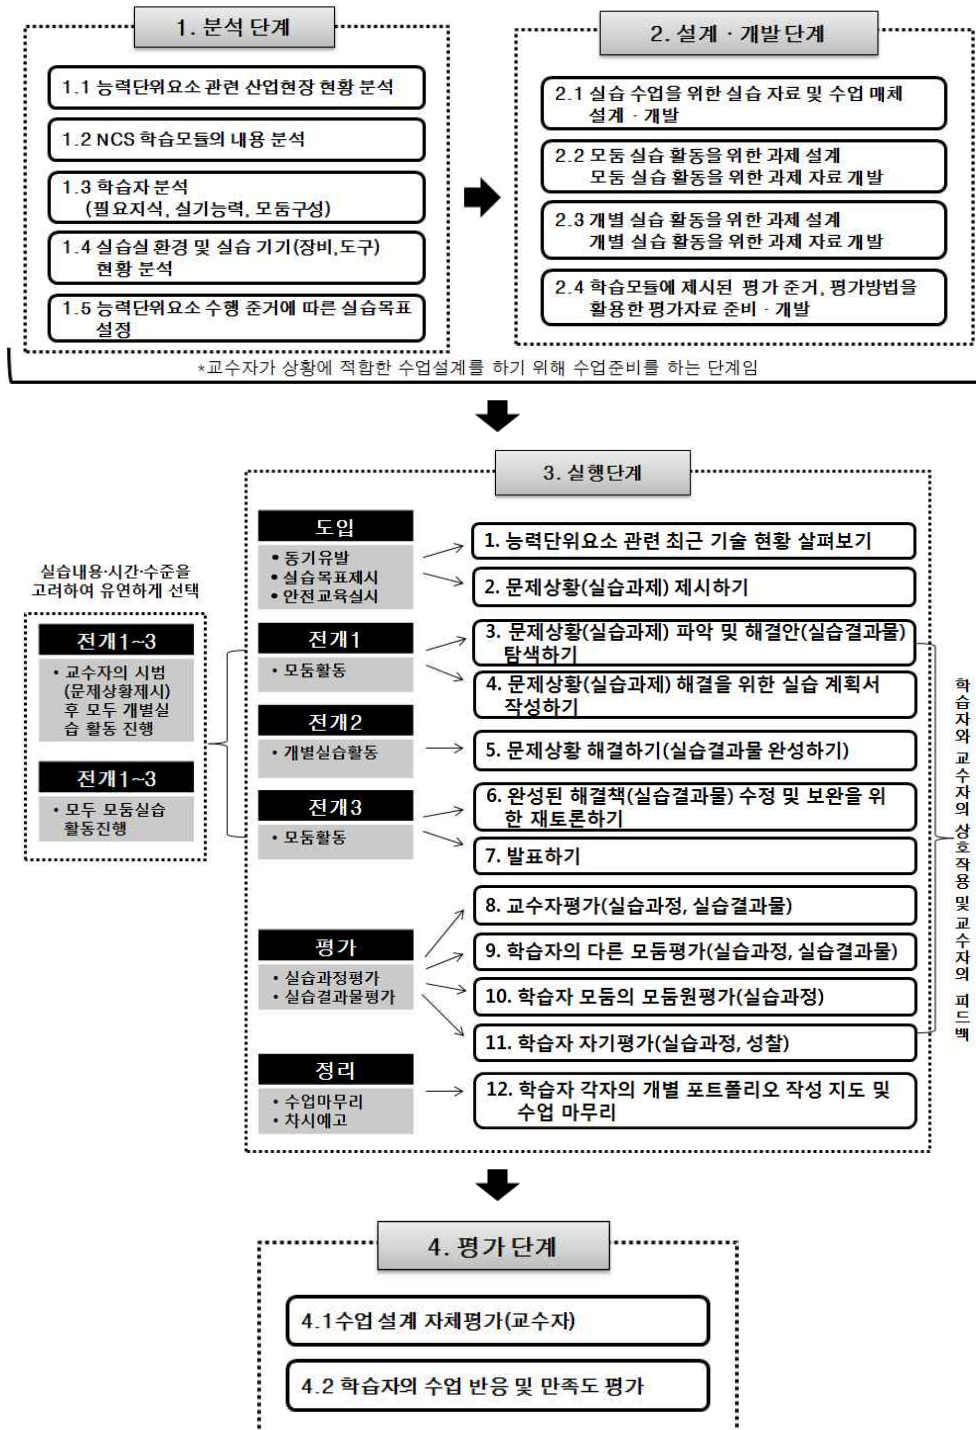 1. 분석 단계
1.1 능력단위요소 관련 산업현장 현황 분석
1.2 NCS 학습모듈의 내용 분석
1.3 학습자 분석
(필요지식, 실기능력, 모둠구성)
1.4 실습실 환경 및 실습 기기(장비,도구)
현황 분석
1.5 능력단위요소 수행 준거에 따른 실습목표
설정
2. 설계 · 개발 단계
2.1 실습 수업을 위한 실습 자료 및 수업 매체
설계 · 개발
2.2 모둠 실습 활동을 위한 과제 설계
모둠 실습 활동을 위한 과제 자료 개발
2.3 개별 실습 활동을 위한 과제 설계
개별 실습 활동을 위한 과제 자료 개발
2.4 학습모듈에 제시된 평가 준거, 평가방법을
활용한 평가자료 준비 · 개발
*교수자가 상황에 적합한 수업설계를 하기 위해 수업준비를 하는 단계임
3. 실행단계
실습내용·시간·수준을
고려하여 유연하게 선택
전개1~3
• 교수자의 시범
(문제상황제시)
후 모두 개별실
습 활동 진행
전개1~3
• 모두 모둠실습
활동진행
도입
• 동기유발
• 실습목표제시
• 안전교육실시
1. 능력단위요소 관련 최근 기술 현황 살펴보기
2. 문제상황(실습과제) 제시하기
전개1
• 모둠활동
3. 문제상황(실습과제) 파악 및 해결안(실습결과물)
탐색하기
4. 문제상황(실습과제) 해결을 위한 실습 계획서
작성하기
전개2
• 개별실습활동
5. 문제상황 해결하기(실습결과물 완성하기)
전개3
• 모둠활동
6. 완성된 해결책(실습결과물) 수정 및 보완을 위
한 재토론하기
7. 발표하기
평가
• 실습과정평가
• 실습결과물평가
8. 교수자평가(실습과정, 실습결과물)
9. 학습자의 다른 모둠평가(실습과정, 실습결과물)
10. 학습자 모둠의 모둠원평가(실습과정)
11. 학습자 자기평가(실습과정, 성찰)
정리
• 수업마무리
• 차시예고
12. 학습자 각자의 개별 포트폴리오 작성 지도 및
수업 마무리
학습자와 교수자의 상호작용 및 교수자의 피드백
4. 평가 단계
4.1수업 설계 자체평가(교수자)
4.2 학습자의 수업 반응 및 만족도 평가